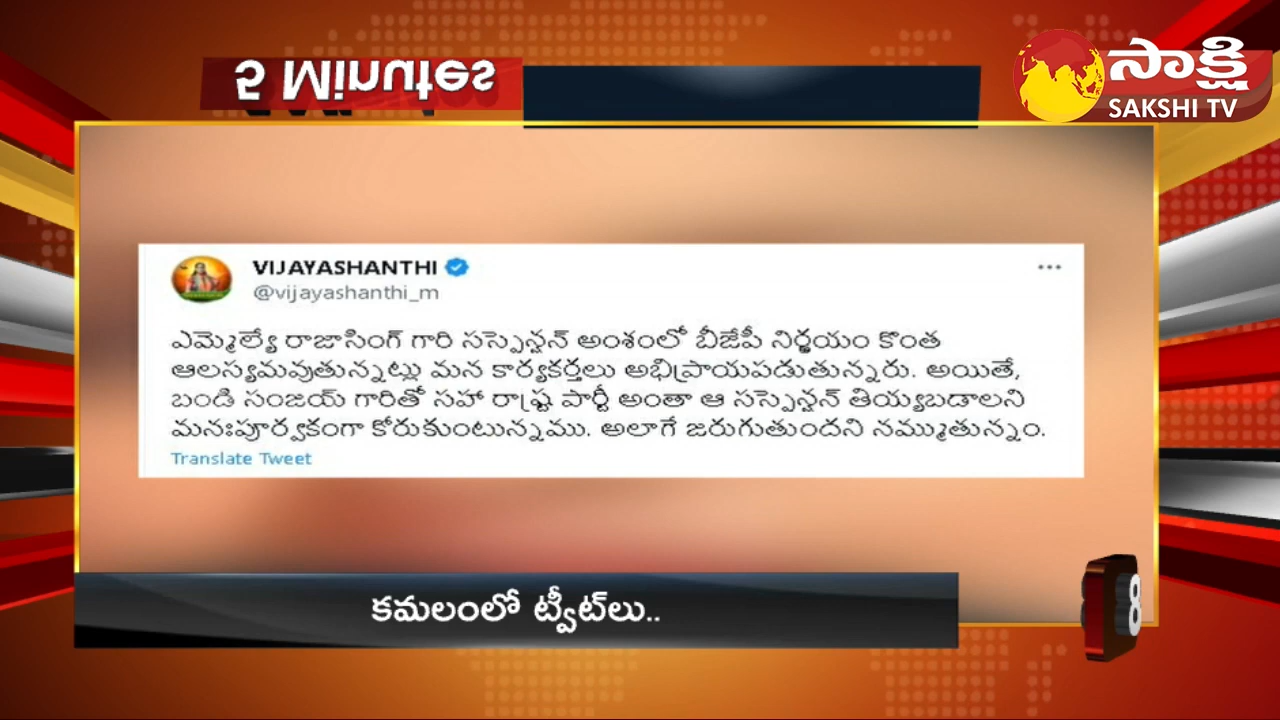 5 Minutes
సాక్షి
SAKSHI TV
VIJAYASHANTHI
@vijayashanthi_m
ఎమ్మెల్యే రాజాసింగ్ గారి సస్పెన్షన్ అంశంలో బీజేపీ నిర్ణయం కొంత
ఆలస్యమవుతున్నట్లు మన కార్యకర్తలు అభిప్రాయపడుతున్నరు. అయితే,
బండి సంజయ్ గారితో సహా రాష్ట్ర పార్టీ అంతా ఆ సస్పెన్షన్ తియ్యబడాలని
మనఃపూర్వకంగా కోరుకుంటున్నము. అలాగే జరుగుతుందని నమ్ముతున్నం.
Translate Tweet
కమలంలో ట్వీట్‌లు..
8